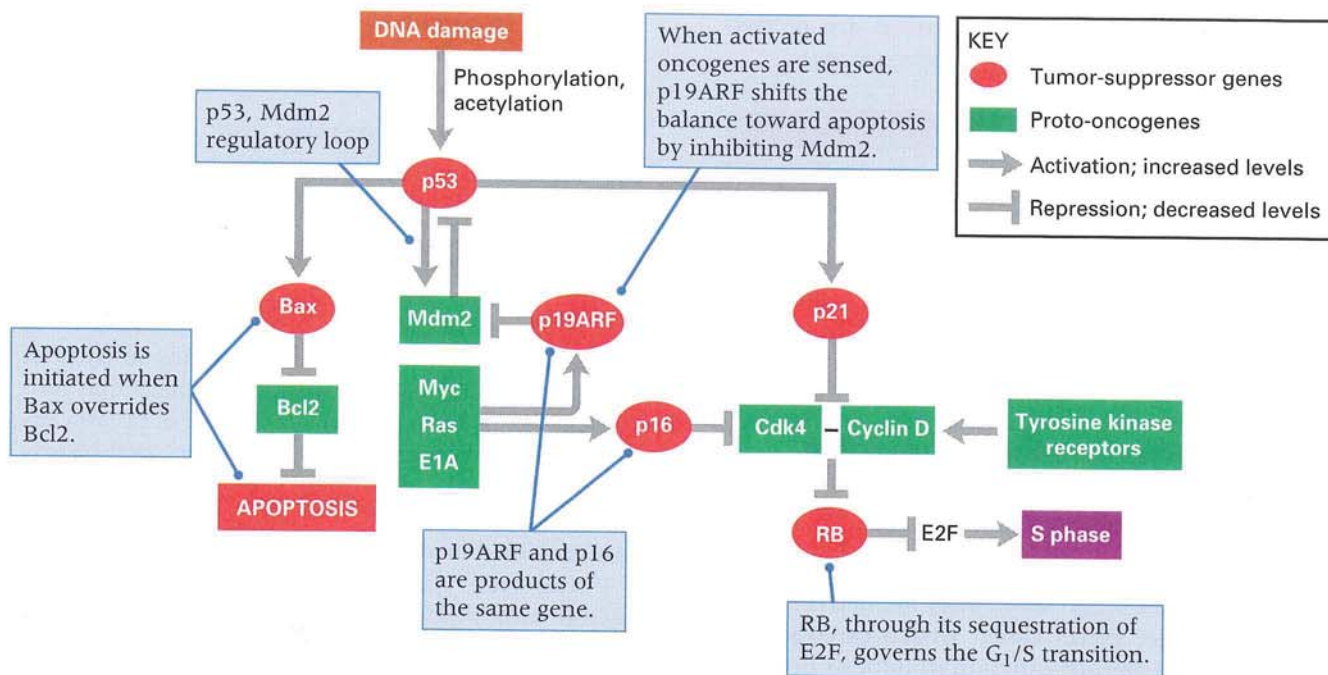 DNA damage
Phosphorylation,
acetylation
p53, Mdm2
regulatory loop
When activated
oncogenes are sensed,
p19ARF shifts the
balance toward apoptosis
by inhibiting Mdm2.
KEY
Tumor-suppressor genes
Proto-oncogenes
Activation; increased levels
Repression; decreased levels
p53
Bax
Mdm2
p19ARF
p21
Apoptosis is
initiated when
Bax overrides
Bcl2.
Bcl2
APOPTOSIS
Myc
Ras
E1A
p16
Cdk4
Cyclin D
Tyrosine kinase
receptors
RB
E2F
S phase
p19ARF and p16
are products of
the same gene.
RB, through its sequestration of
E2F, governs the G₁/S transition.